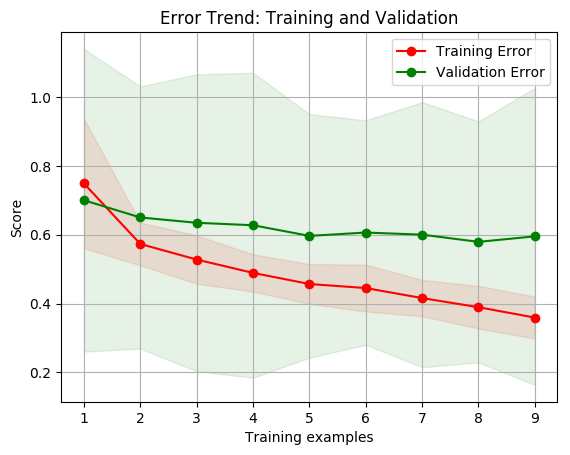 Error Trend: Training and Validation
Training Error
Validation Error
Score
1.0
0.8
0.6
0.4
0.2
1 2 3 4 5 6 7 8 9
Training examples